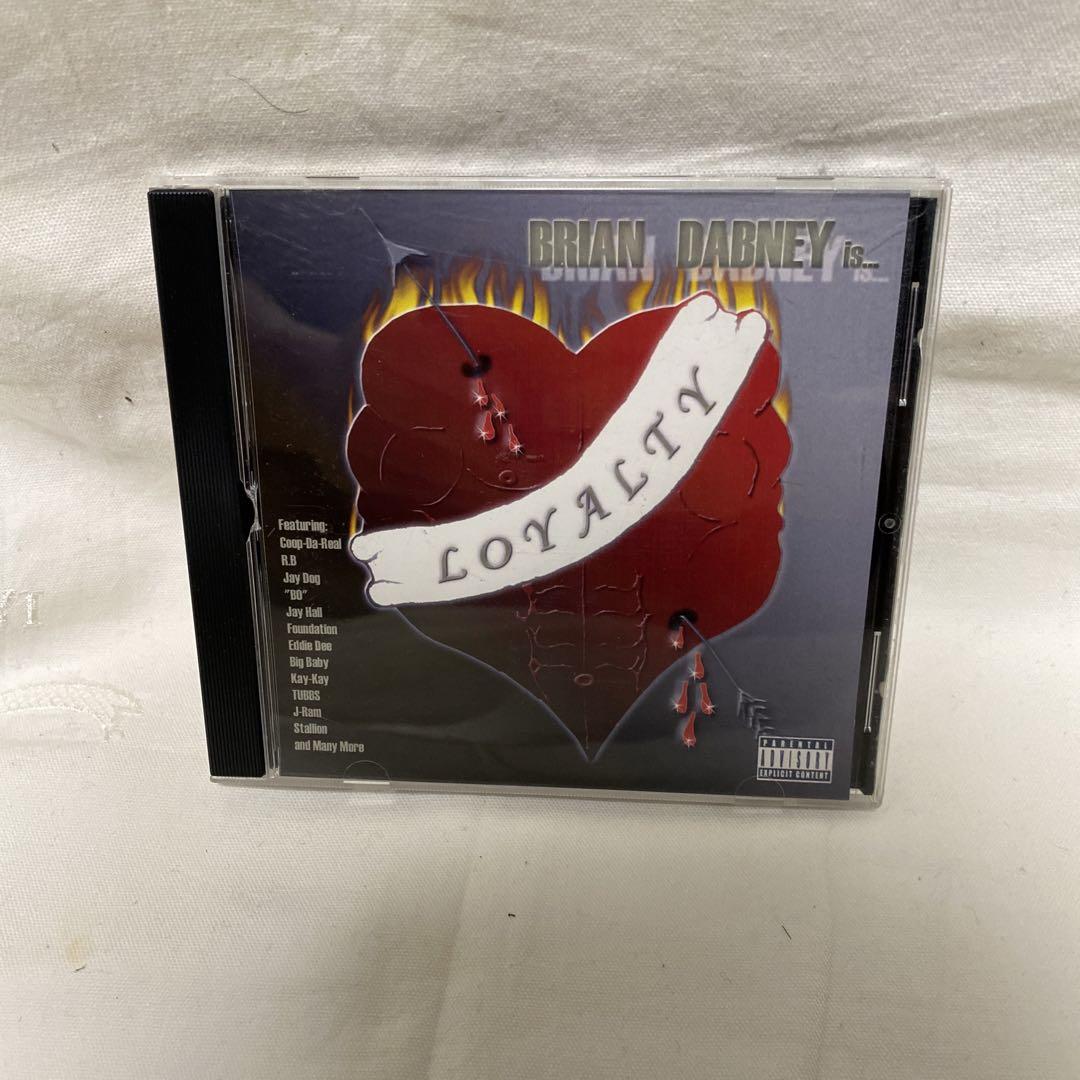 BRIAN DABNEY is...
LOYALTY
Featuring:
Coop-Da-Real
R.B
Jay Dog
"BO"
Jay Hall
Foundation
Eddie Dee
Big Baby
Kay-Kay
TUBBS
J-Ram
Stallion
and Many More
PARENTAL
ADVISORY
EXPLICIT CONTENT